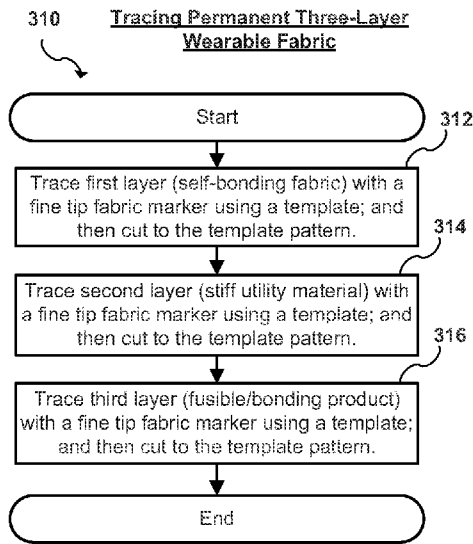 310
Tracing Permanent Three-Layer
Wearable Fabric
Start
312
Trace first layer (self-bonding fabric) with a
fine tip fabric marker using a template; and
then cut to the template pattern.
314
Trace second layer (stiff utility material) with
a fine tip fabric marker using a template; and
then cut to the template pattern.
316
Trace third layer (fusible/bonding product)
with a fine tip fabric marker using a template;
and then cut to the template pattern.
End